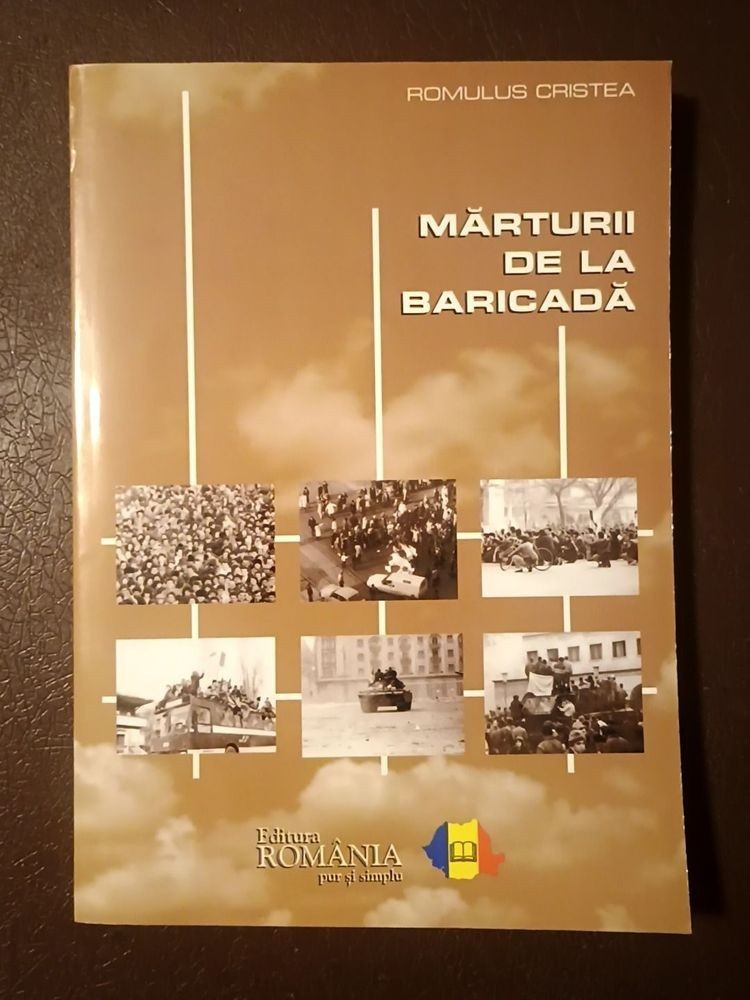 ROMULUS CRISTEA
MĂRTURII
DE LA
BARICADĂ
Editura
ROMÂNIA
pur și simplu